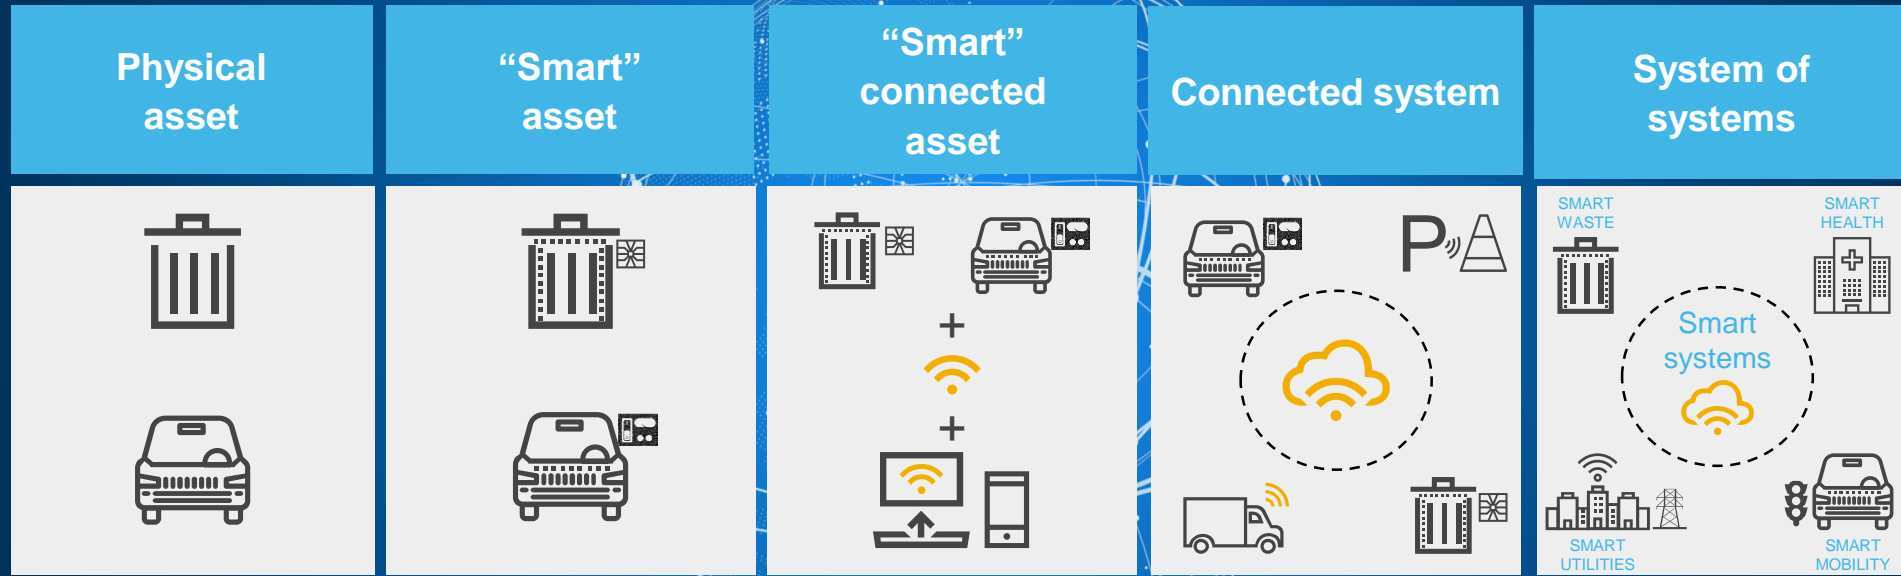 Physical
asset
“Smart”
asset
“Smart”
connected
asset
Connected system
System of
systems
P
SMART
WASTE
SMART
HEALTH
Smart
systems
SMART
UTILITIES
SMART
MOBILITY